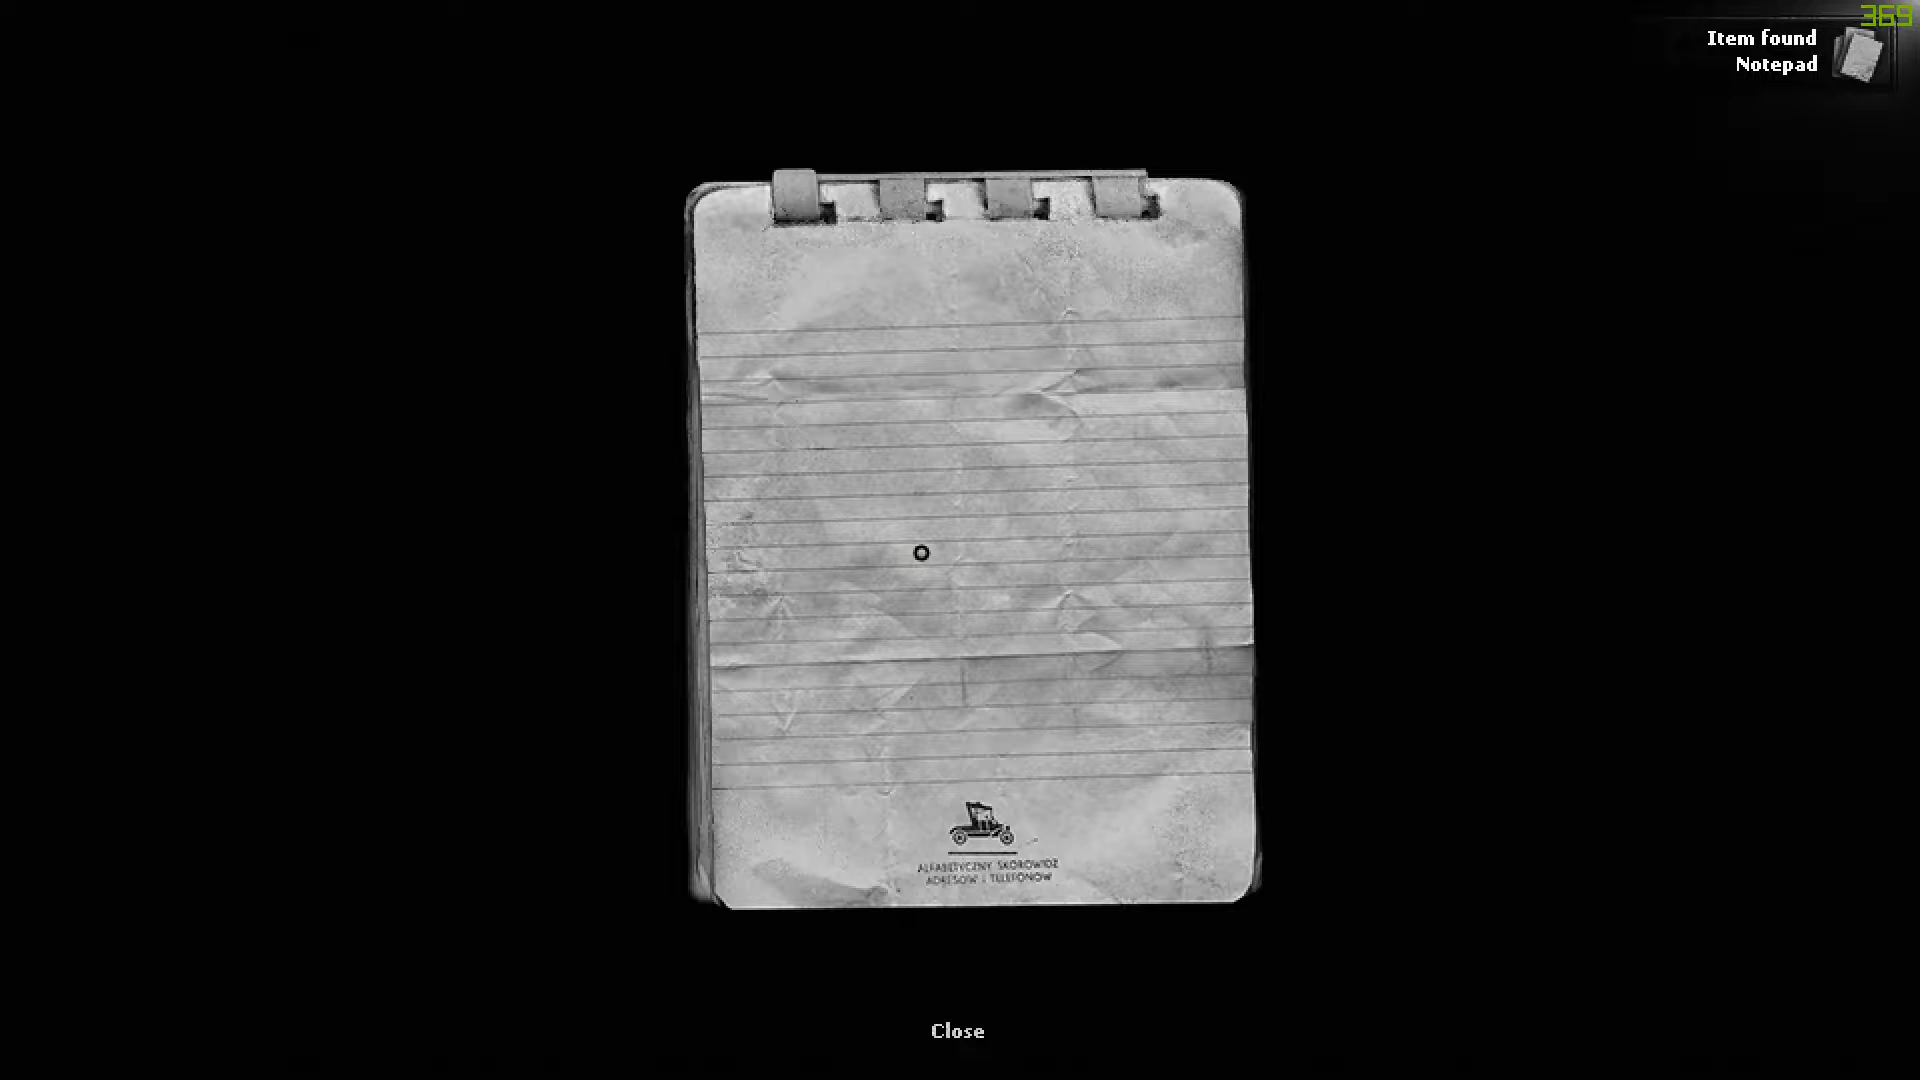 369
Item found
Notepad
ALFABETYCZNY SKOROWIDZ
ADRESÓW I TELEFONÓW
Close